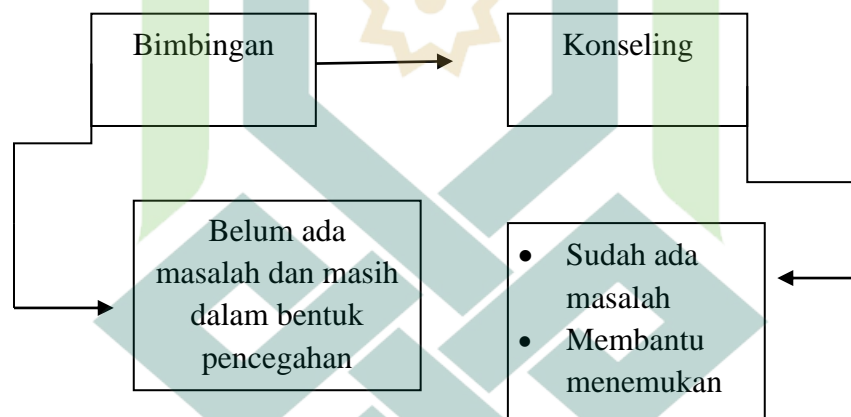 Bimbingan
Konseling
Belum ada
masalah dan masih
dalam bentuk
pencegahan
• Sudah ada
masalah
• Membantu
menemukan